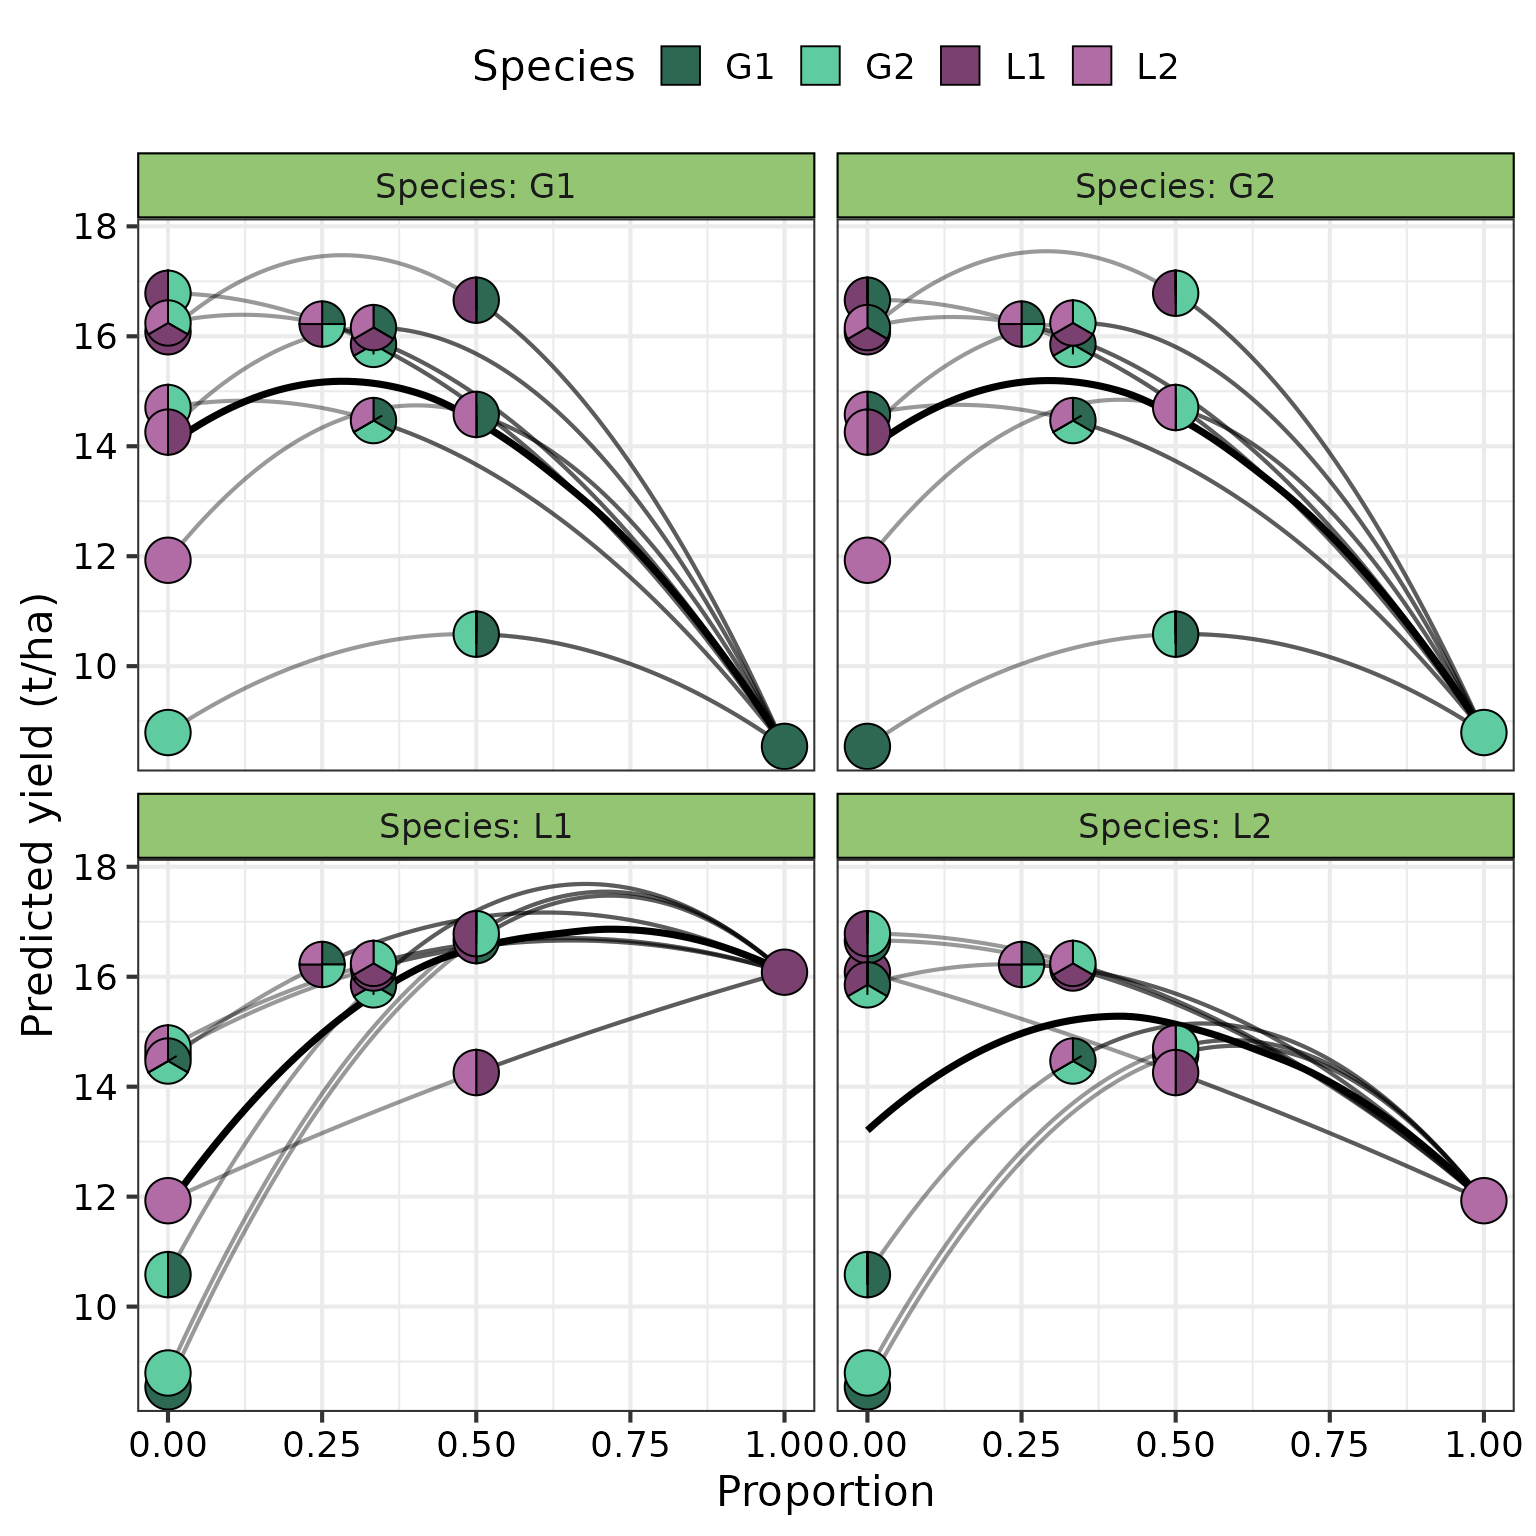 Species G1 G2 L1 L2
Species: G1 Species: G2
18
16
14
12
10
Species: L1 Species: L2
18
16
14
12
10
0.00 0.25 0.50 0.75 1.00 0.00 0.25 0.50 0.75 1.00
Proportion
Predicted yield (t/ha)